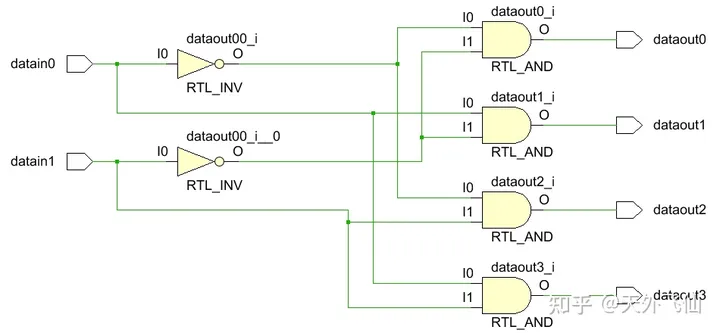 dataout0_i
I0
O
dataout0
I1
RTL_AND
dataout00_i
datain0
I0
O
RTL_INV
dataout1_i
I0
O
dataout1
I1
RTL_AND
dataout00_i__0
datain1
I0
O
RTL_INV
dataout2_i
I0
O
dataout2
I1
RTL_AND
dataout3_i
I0
O
dataout3
I1
RTL_AND
知乎 @天外飞仙